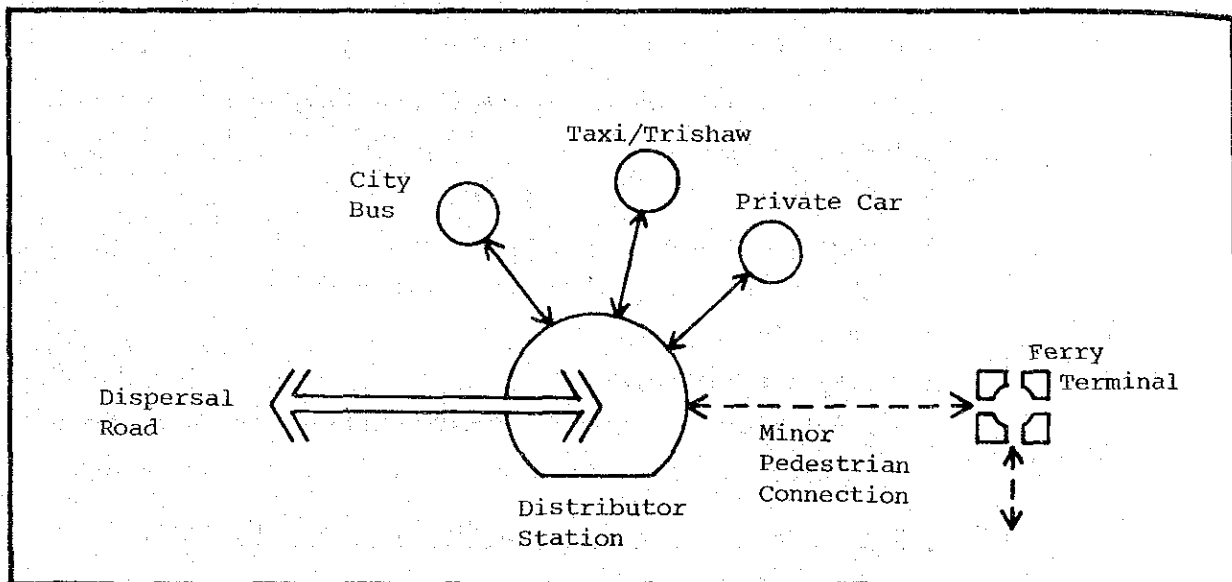 Taxi/Trishaw
City
Bus
Private Car
Ferry
Terminal
Dispersal
Road
Minor
Pedestrian
Connection
Distributor
Station